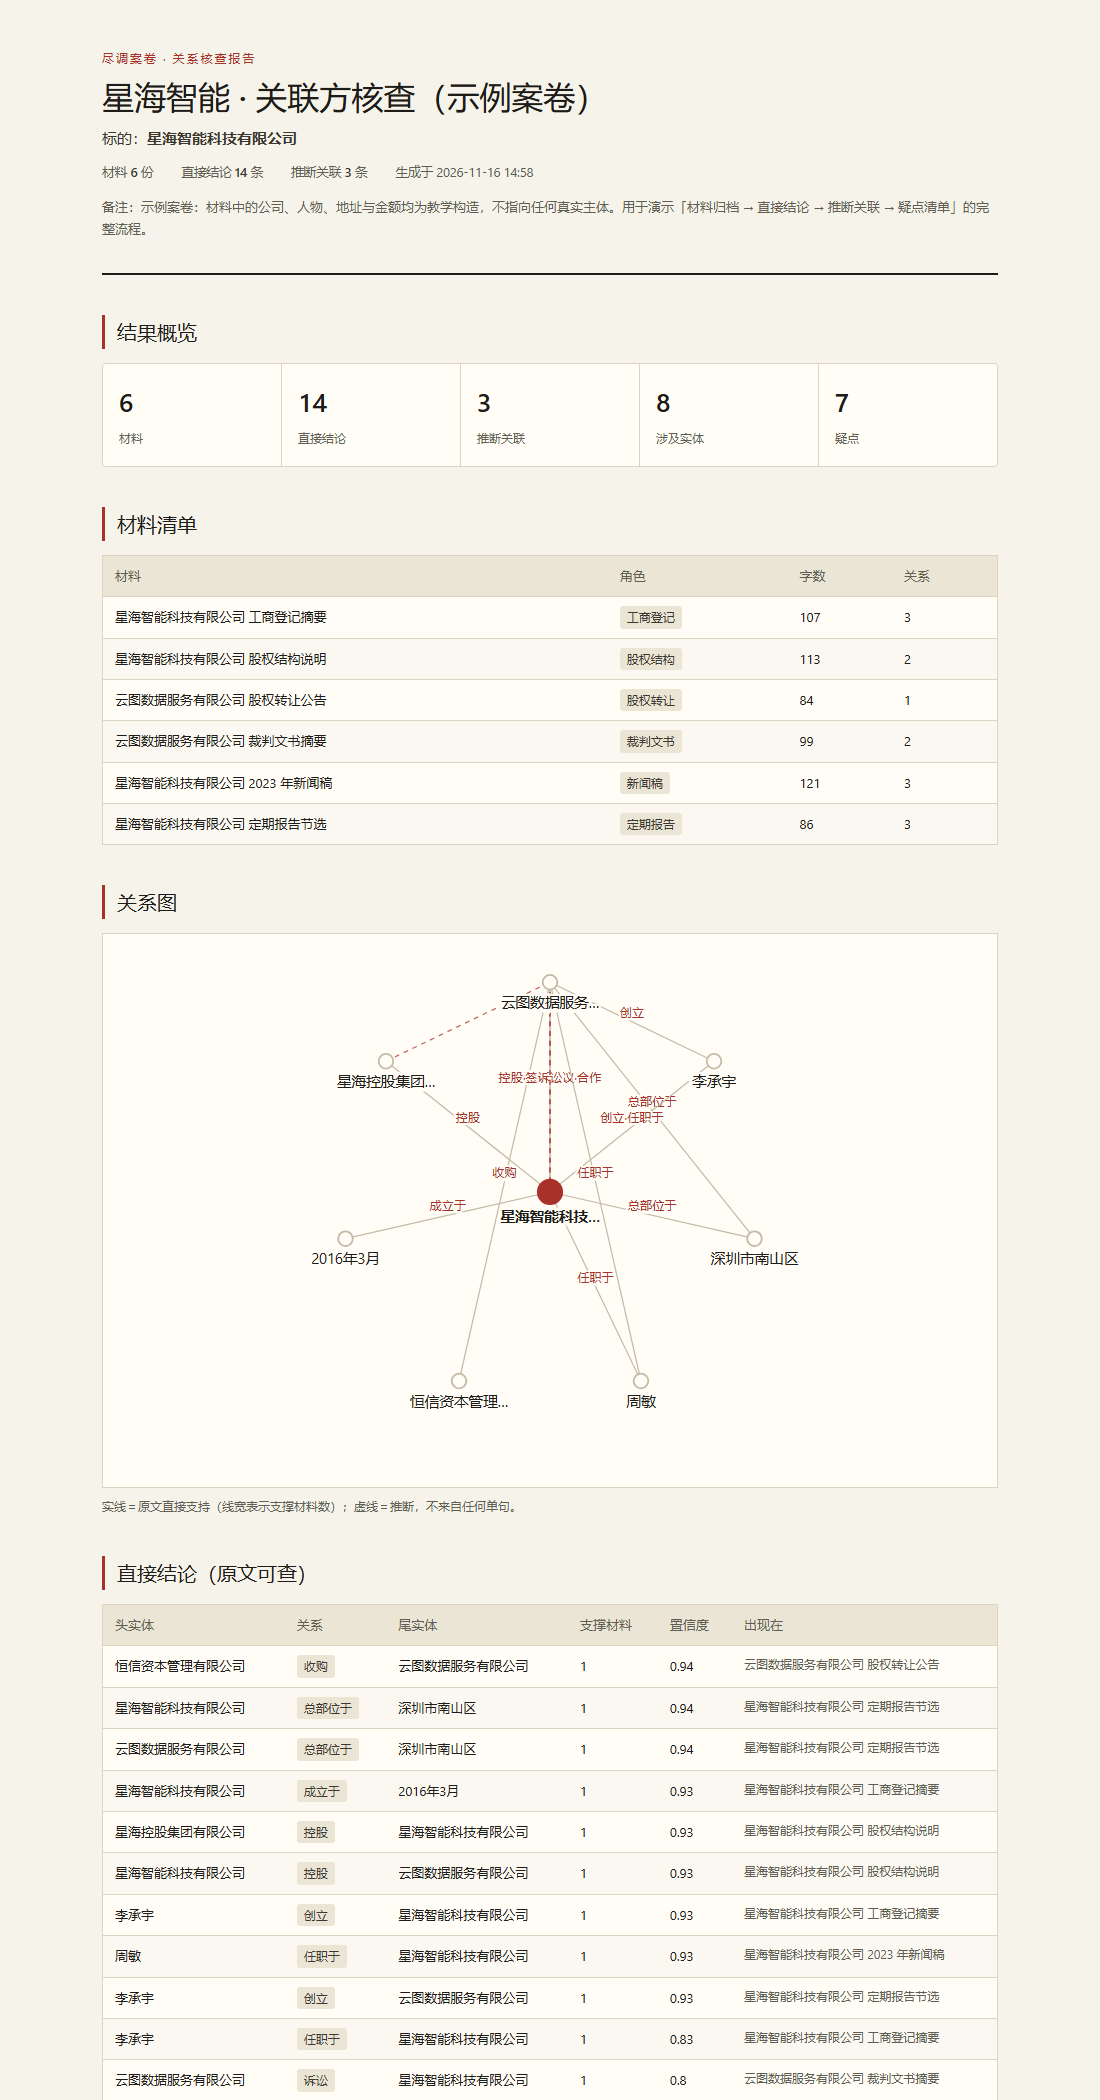 尽调案卷 · 关系核查报告
星海智能 · 关联方核查（示例案卷）
标的：星海智能科技有限公司
材料 6 份 直接结论 14 条 推断关联 3 条 生成于 2026-11-16 14:58
备注：示例案卷：材料中的公司、人物、地址与金额均为教学构造，不指向任何真实主体。用于演示「材料归档 → 直接结论 → 推断关联 → 疑点清单」的完
整流程。
结果概览
6 14 3 8 7
材料 直接结论 推断关联 涉及实体 疑点
材料清单
材料 角色 字数 关系
星海智能科技有限公司 工商登记摘要 工商登记 107 3
星海智能科技有限公司 股权结构说明 股权结构 113 2
云图数据服务有限公司 股权转让公告 股权转让 84 1
云图数据服务有限公司 裁判文书摘要 裁判文书 99 2
星海智能科技有限公司 2023 年新闻稿 新闻稿 121 3
星海智能科技有限公司 定期报告节选 定期报告 86 3
关系图
云图数据服务…
创立
星海控股集团…
控股·签诉讼议·合作
李承宇
总部位于
控股
创立·任职于
收购
任职于
成立于
总部位于
星海智能科技…
2016年3月
深圳市南山区
任职于
恒信资本管理…
周敏
实线＝原文直接支持（线宽表示支撑材料数）；虚线＝推断，不来自任何单句。
直接结论（原文可查）
头实体 关系 尾实体 支撑材料 置信度 出现在
恒信资本管理有限公司 收购 云图数据服务有限公司 1 0.94 云图数据服务有限公司 股权转让公告
星海智能科技有限公司 总部位于 深圳市南山区 1 0.94 星海智能科技有限公司 定期报告节选
云图数据服务有限公司 总部位于 深圳市南山区 1 0.94 星海智能科技有限公司 定期报告节选
星海智能科技有限公司 成立于 2016年3月 1 0.93 星海智能科技有限公司 工商登记摘要
星海控股集团有限公司 控股 星海智能科技有限公司 1 0.93 星海智能科技有限公司 股权结构说明
星海智能科技有限公司 控股 云图数据服务有限公司 1 0.93 星海智能科技有限公司 股权结构说明
李承宇 创立 星海智能科技有限公司 1 0.93 星海智能科技有限公司 工商登记摘要
周敏 任职于 星海智能科技有限公司 1 0.93 星海智能科技有限公司 2023 年新闻稿
李承宇 创立 云图数据服务有限公司 1 0.93 星海智能科技有限公司 定期报告节选
李承宇 任职于 星海智能科技有限公司 1 0.83 星海智能科技有限公司 工商登记摘要
云图数据服务有限公司 诉讼 星海智能科技有限公司 1 0.8 云图数据服务有限公司 裁判文书摘要